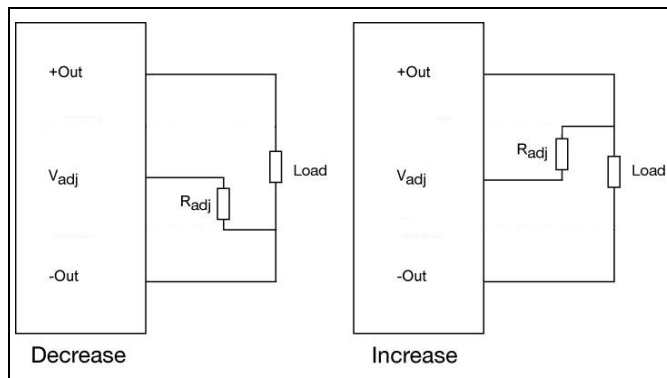 +Out
Vadj
Radj
Load
-Out
Decrease
+Out
Radj
Vadj
Load
-Out
Increase